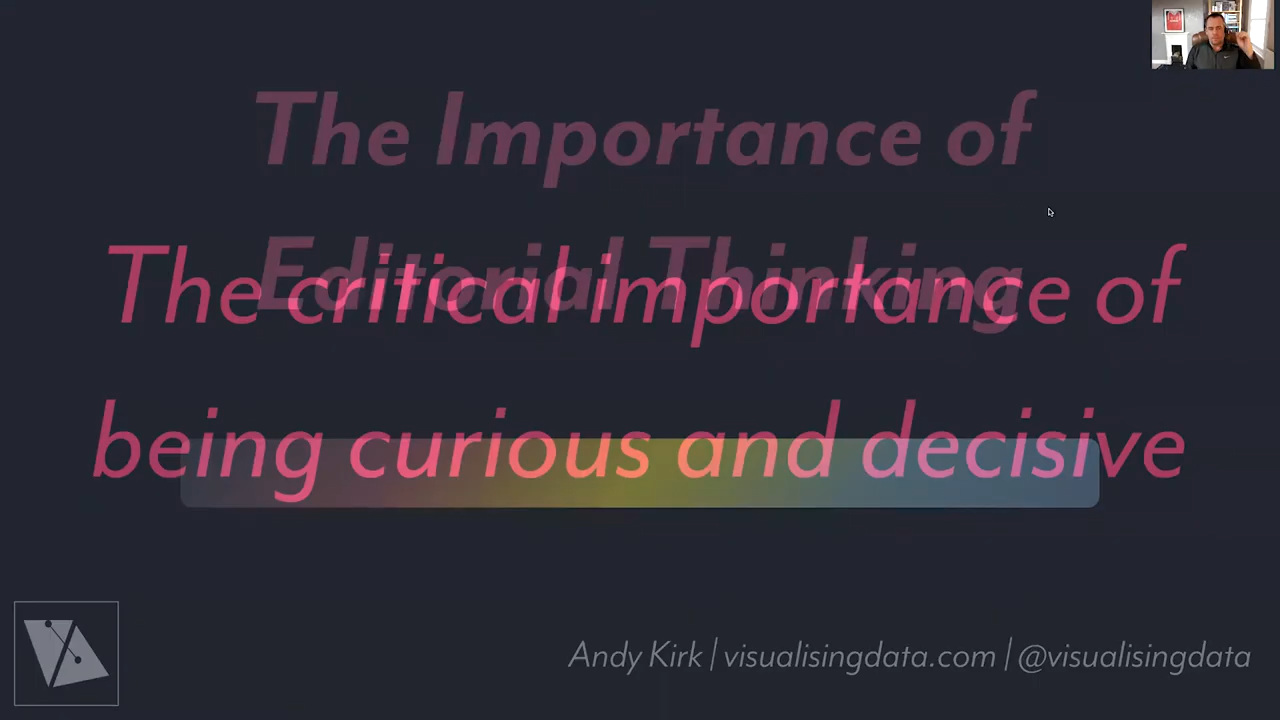 The Importance of
Editorial Thinking
The critical importance of
being curious and decisive
Andy Kirk | visualisingdata.com | @visualisingdata